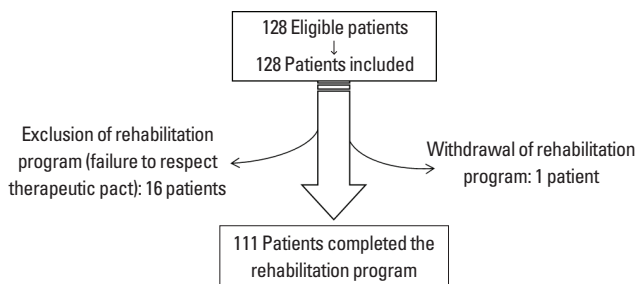 128 Eligible patients
128 Patients included
Exclusion of rehabilitation
program (failure to respect
therapeutic pact): 16 patients
Withdrawal of rehabilitation
program: 1 patient
111 Patients completed the
rehabilitation program